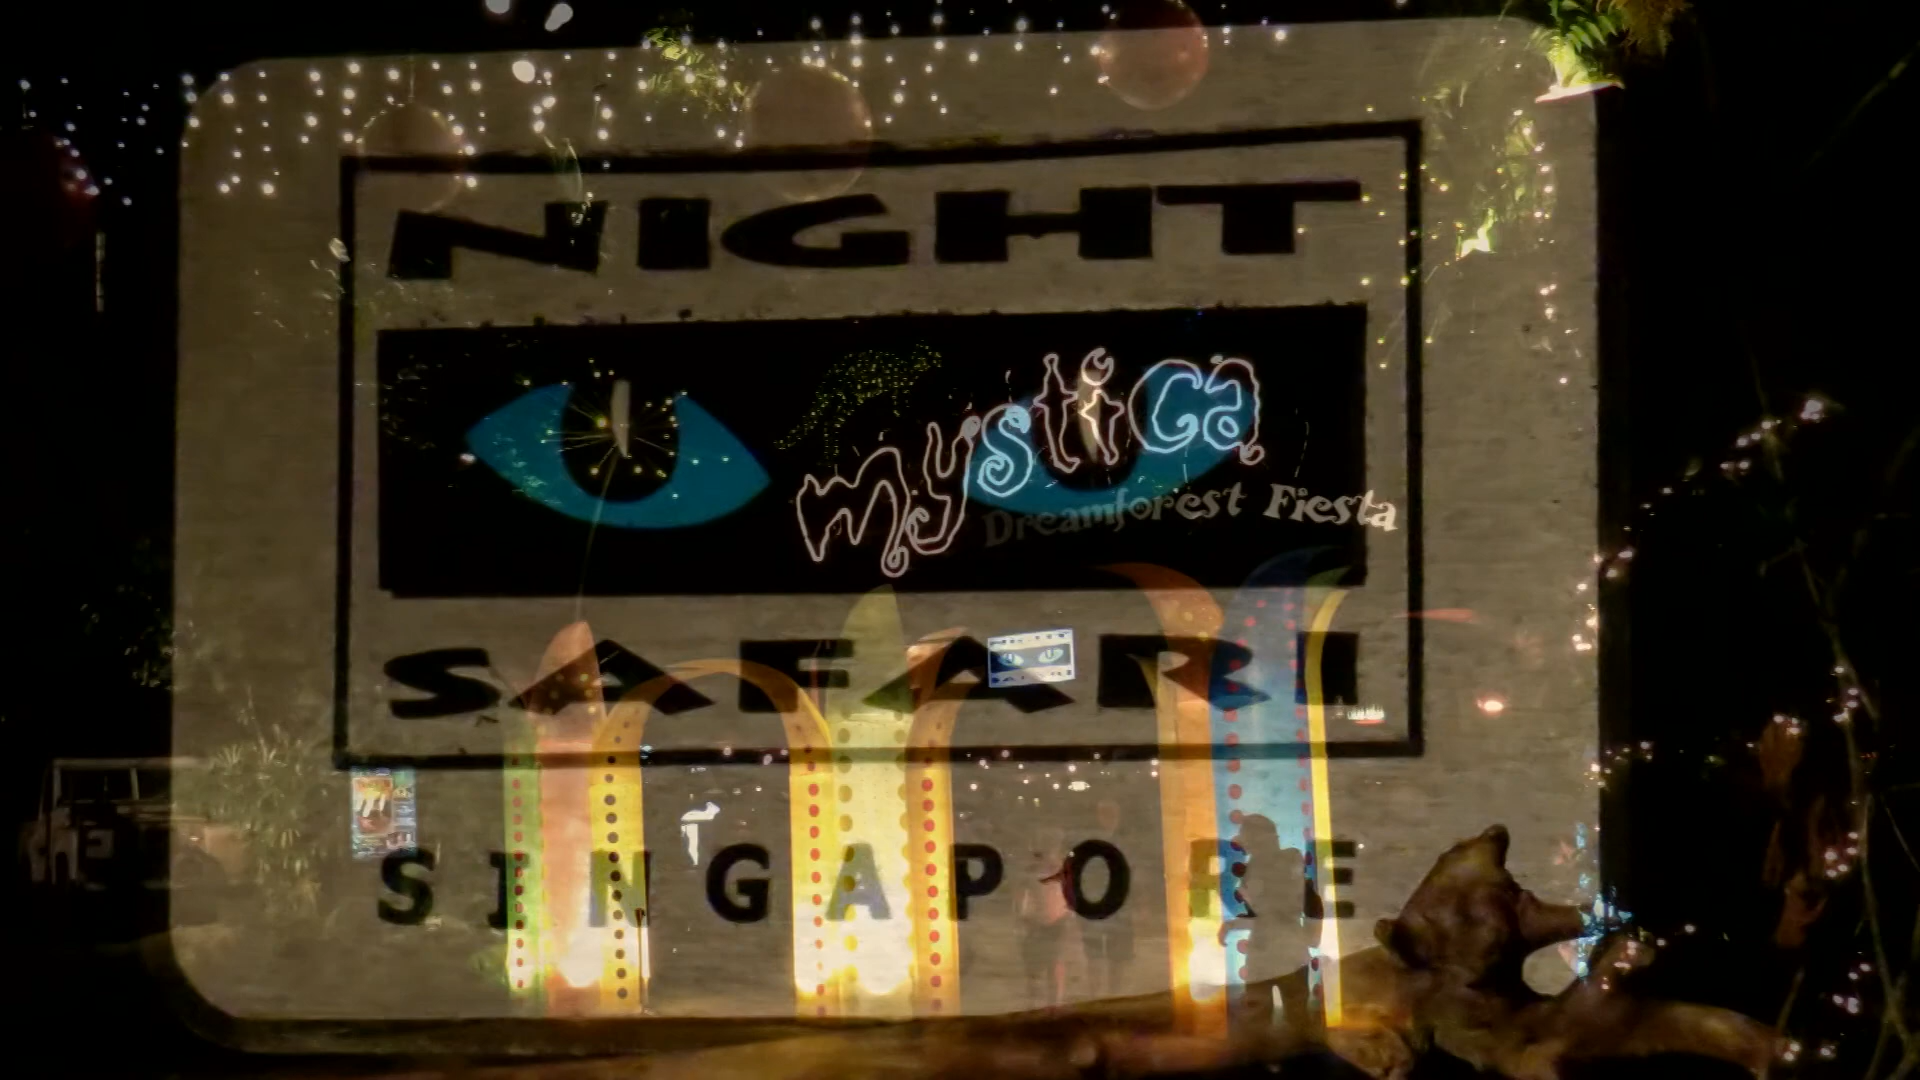 NIGHT
mystica
Dreamforest Fiesta
SAFARI
SINGAPORE